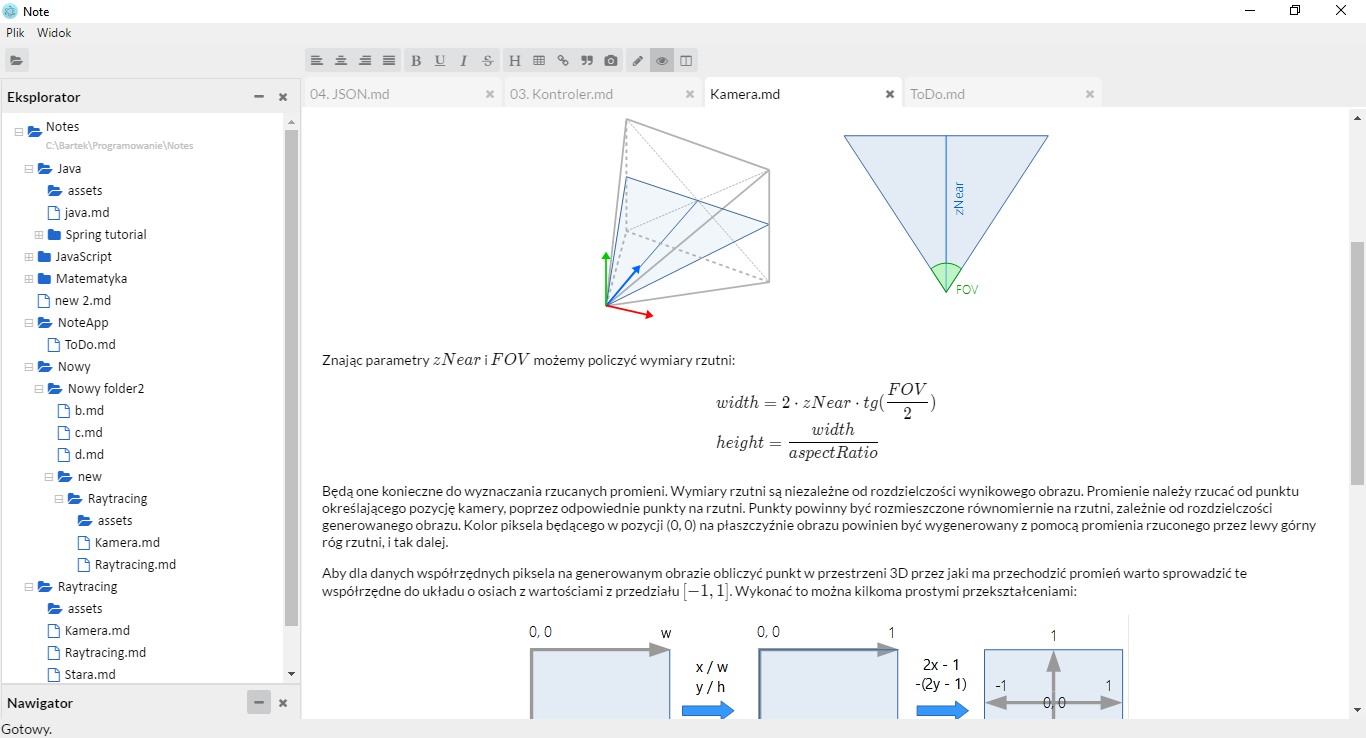 Note
Plik Widok
B U I S H
Eksplorator
Notes
C:\Bartek\Programowanie\Notes
Java
assets
java.md
Spring tutorial
JavaScript
Matematyka
new 2.md
NoteApp
ToDo.md
Nowy
Nowy folder2
b.md
c.md
d.md
new
Raytracing
assets
Kamera.md
Raytracing.md
Raytracing
assets
Kamera.md
Raytracing.md
Stara.md
Nawigator
Gotowy.
04. JSON.md
03. Kontroler.md
Kamera.md
ToDo.md
zNear
FOV
Znając parametry zNear i FOV możemy policzyć wymiary rzutni:
width = 2 · zNear · tg(FOV/2)
height = width/aspectRatio
Będą one konieczne do wyznaczania rzucanych promieni. Wymiary rzutni są niezależne od rozdzielczości wynikowego obrazu. Promienie należy rzucać od punktu
określającego pozycję kamery, poprzez odpowiednie punkty na rzutni. Punkty powinny być rozmieszczone równomiernie na rzutni, zależnie od rozdzielczości
generowanego obrazu. Kolor piksela będącego w pozycji (0, 0) na płaszczyźnie obrazu powinien być wygenerowany z pomocą promienia rzuconego przez lewy górny
róg rzutni, i tak dalej.
Aby dla danych współrzędnych piksela na generowanym obrazie obliczyć punkt w przestrzeni 3D przez jaki ma przechodzić promień warto sprowadzić te
współrzędne do układu o osiach z wartościami z przedziału [−1, 1]. Wykonać to można kilkoma prostymi przekształceniami:
0, 0 w
x / w
y / h
0, 0 1
2x - 1
-(2y - 1)
1
-1 1
0, 0